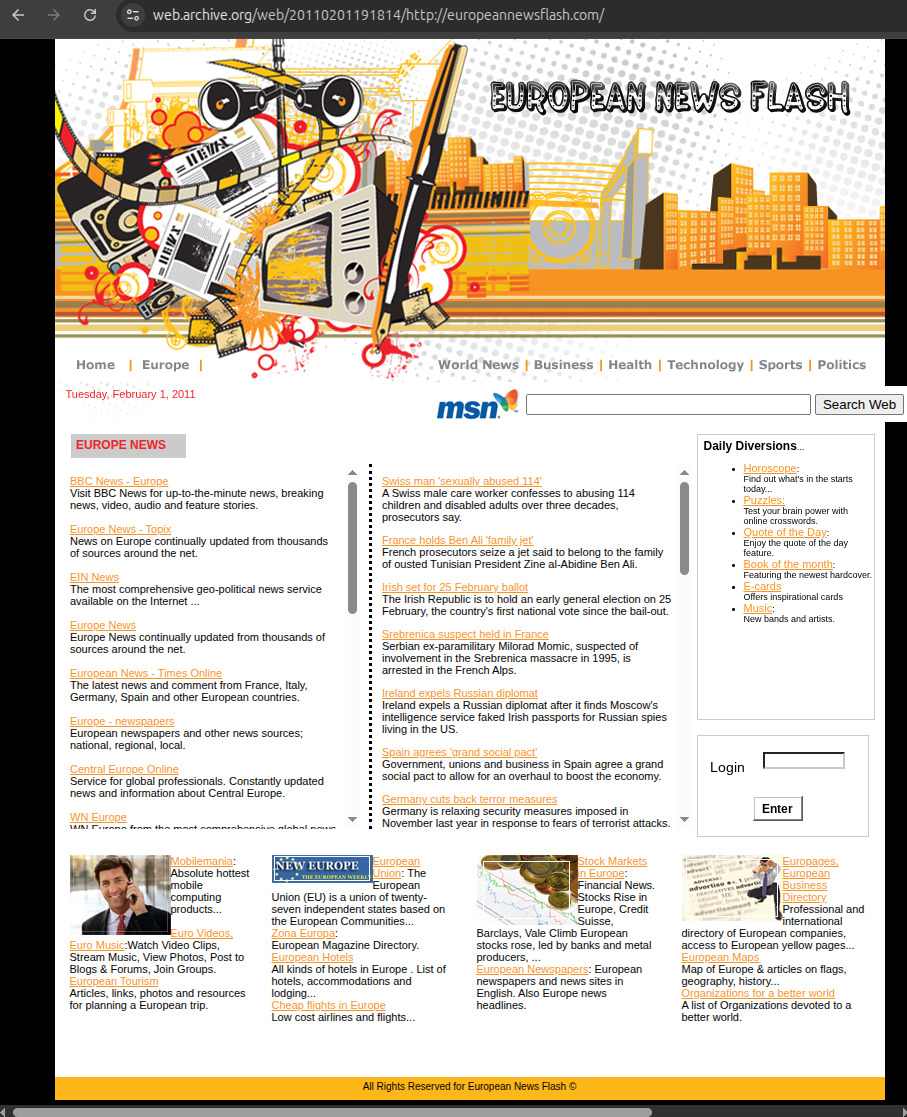 web.archive.org/web/20110201191814/http://europeannewsflash.com/
EUROPEAN NEWS FLASH
NEWS
NEWS
Home | Europe |
World News | Business | Health | Technology | Sports | Politics
Tuesday, February 1, 2011
msn
Search Web
EUROPE NEWS
BBC News - Europe
Visit BBC News for up-to-the-minute news, breaking
news, video, audio and feature stories.
Europe News - Topix
News on Europe continually updated from thousands
of sources around the net.
EIN News
The most comprehensive geo-political news service
available on the Internet ...
Europe News
Europe News continually updated from thousands of
sources around the net.
European News - Times Online
The latest news and comment from France, Italy,
Germany, Spain and other European countries.
Europe - newspapers
European newspapers and other news sources;
national, regional, local.
Central Europe Online
Service for global professionals. Constantly updated
news and information about Central Europe.
WN Europe
WN Europe from the most comprehensive global news
Swiss man 'sexually abused 114'
A Swiss male care worker confesses to abusing 114
children and disabled adults over three decades,
prosecutors say.
France holds Ben Ali 'family jet'
French prosecutors seize a jet said to belong to the family
of ousted Tunisian President Zine al-Abidine Ben Ali.
Irish set for 25 February ballot
The Irish Republic is to hold an early general election on 25
February, the country's first national vote since the bail-out.
Srebrenica suspect held in France
Serbian ex-paramilitary Milorad Momic, suspected of
involvement in the Srebrenica massacre in 1995, is
arrested in the French Alps.
Ireland expels Russian diplomat
Ireland expels a Russian diplomat after it finds Moscow's
intelligence service faked Irish passports for Russian spies
living in the US.
Spain agrees 'grand social pact'
Government, unions and business in Spain agree a grand
social pact to allow for an overhaul to boost the economy.
Germany cuts back terror measures
Germany is relaxing security measures imposed in
November last year in response to fears of terrorist attacks.
Daily Diversions...
Horoscope:
Find out what's in the stars
today...
Puzzles:
Test your brain power with
online crosswords.
Quote of the Day:
Enjoy the quote of the day
feature.
Book of the month:
Featuring the newest hardcover.
E-cards
Offers inspirational cards
Music:
New bands and artists.
Login
Enter
Mobilemania:
Absolute hottest
mobile
computing
products...
Euro Videos,
Euro Music:Watch Video Clips,
Stream Music, View Photos, Post to
Blogs & Forums, Join Groups.
European Tourism
Articles, links, photos and resources
for planning a European trip.
NEW EUROPE
THE EUROPEAN WEEKLY
European
Union: The
European
Union (EU) is a union of twenty-
seven independent states based on
the European Communities...
Zona Europa:
European Magazine Directory.
European Hotels
All kinds of hotels in Europe . List of
hotels, accommodations and
lodging...
Cheap flights in Europe
Low cost airlines and flights...
Stock Markets
in Europe:
Financial News.
Stocks Rise in
Europe, Credit
Suisse,
Barclays, Vale Climb European
stocks rose, led by banks and metal
producers, ...
European Newspapers: European
newspapers and news sites in
English. Also Europe news
headlines.
Europages,
European
Business
Directory
Professional and
international
directory of European companies,
access to European yellow pages...
European Maps
Map of Europe & articles on flags,
geography, history...
Organizations for a better world
A list of Organizations devoted to a
better world.
All Rights Reserved for European News Flash ©